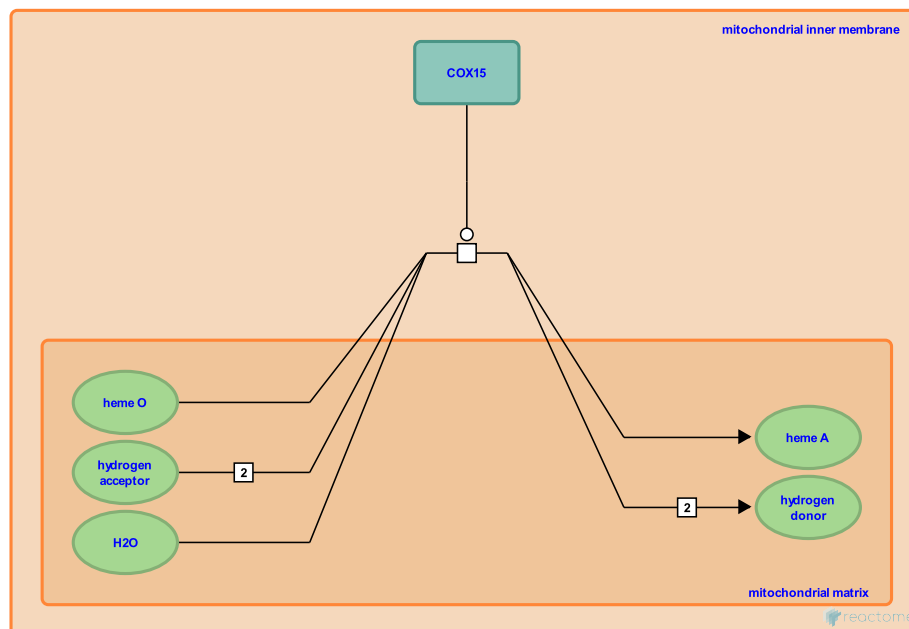 mitochondrial inner membrane
COX15
heme O
hydrogen
acceptor
2
H2O
heme A
2
hydrogen
donor
mitochondrial matrix
reactome